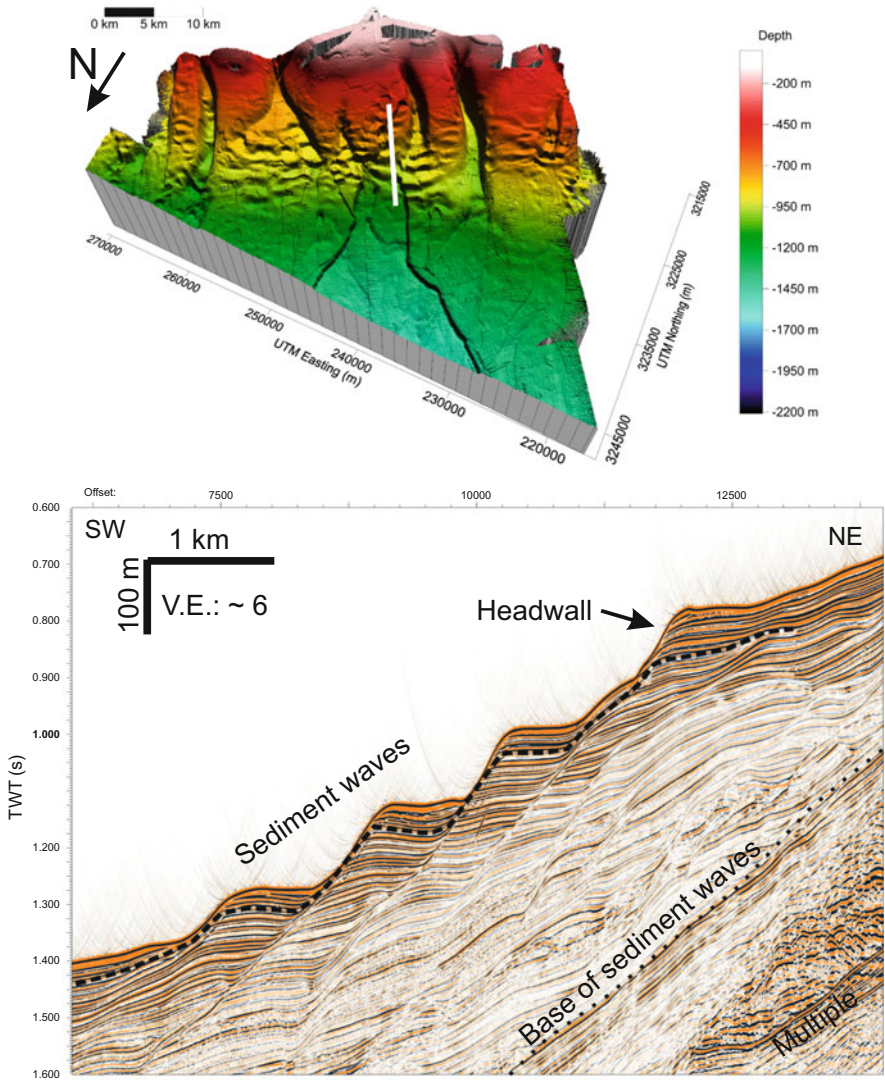 0 km 5 km 10 km
N
Depth
-200 m
-450 m
-700 m
-950 m
-1200 m
-1450 m
-1700 m
-1950 m
-2200 m
270000
260000
250000
240000
230000
220000
UTM Easting (m)
3215000
3225000
3235000
3245000
UTM Northing (m)
Offset: 7500 10000 12500
0.600
0.700
0.800
0.900
1.000
1.200
1.300
1.400
1.500
1.600
TWT (s)
SW
NE
1 km
100 m
V.E.: ~ 6
Headwall
Sediment waves
Base of sediment waves
Multiple